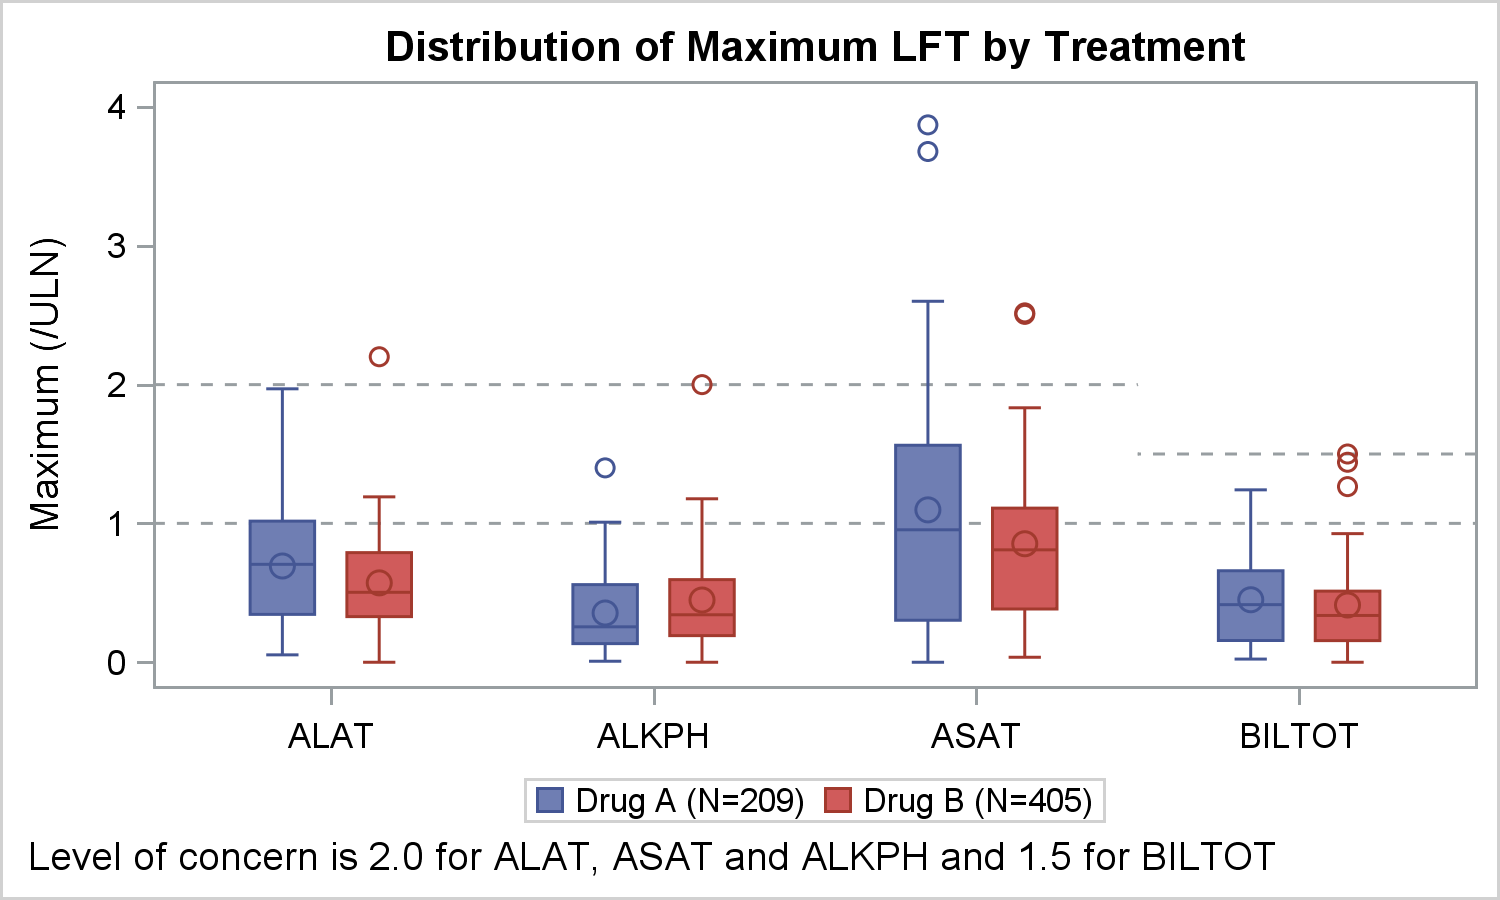 Distribution of Maximum LFT by Treatment
Maximum (/ULN)
4
3
2
1
0
ALAT ALKPH ASAT BILTOT
Drug A (N=209) Drug B (N=405)
Level of concern is 2.0 for ALAT, ASAT and ALKPH and 1.5 for BILTOT